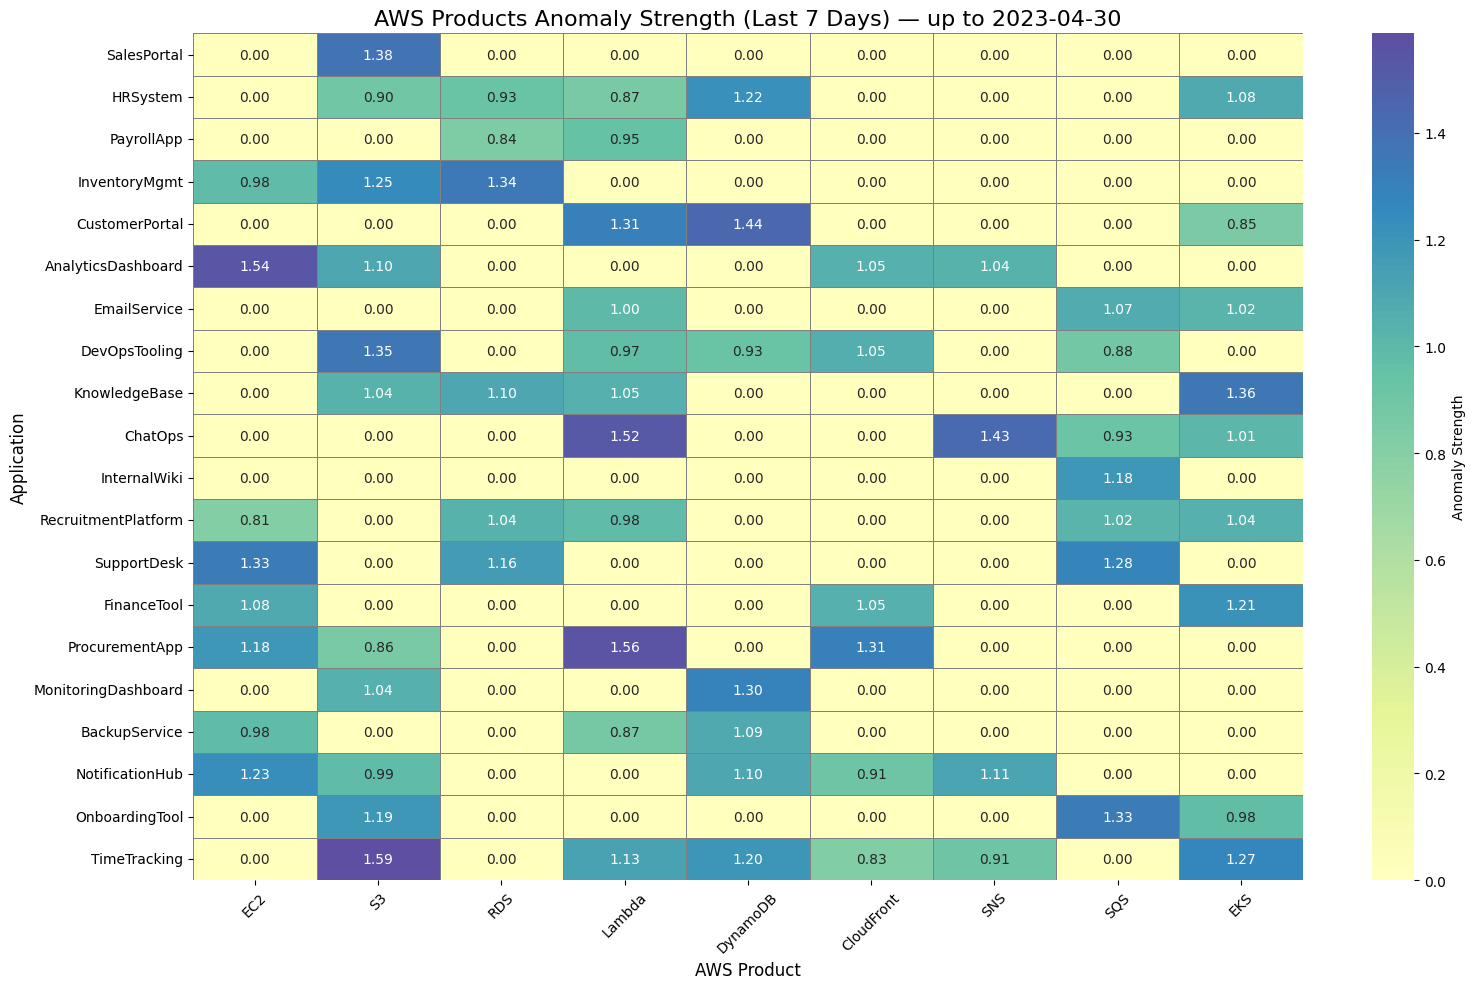 AWS Products Anomaly Strength (Last 7 Days) — up to 2023-04-30
SalesPortal 0.00 1.38 0.00 0.00 0.00 0.00 0.00 0.00 0.00
HRSystem 0.00 0.90 0.93 0.87 1.22 0.00 0.00 0.00 1.08
PayrollApp 0.00 0.00 0.84 0.95 0.00 0.00 0.00 0.00 0.00
InventoryMgmt 0.98 1.25 1.34 0.00 0.00 0.00 0.00 0.00 0.00
CustomerPortal 0.00 0.00 0.00 1.31 1.44 0.00 0.00 0.00 0.85
AnalyticsDashboard 1.54 1.10 0.00 0.00 0.00 1.05 1.04 0.00 0.00
EmailService 0.00 0.00 0.00 1.00 0.00 0.00 0.00 1.07 1.02
DevOpsTooling 0.00 1.35 0.00 0.97 0.93 1.05 0.00 0.88 0.00
KnowledgeBase 0.00 1.04 1.10 1.05 0.00 0.00 0.00 0.00 1.36
ChatOps 0.00 0.00 0.00 1.52 0.00 0.00 1.43 0.93 1.01
InternalWiki 0.00 0.00 0.00 0.00 0.00 0.00 0.00 1.18 0.00
RecruitmentPlatform 0.81 0.00 1.04 0.98 0.00 0.00 0.00 1.02 1.04
SupportDesk 1.33 0.00 1.16 0.00 0.00 0.00 0.00 1.28 0.00
FinanceTool 1.08 0.00 0.00 0.00 0.00 1.05 0.00 0.00 1.21
ProcurementApp 1.18 0.86 0.00 1.56 0.00 1.31 0.00 0.00 0.00
MonitoringDashboard 0.00 1.04 0.00 0.00 1.30 0.00 0.00 0.00 0.00
BackupService 0.98 0.00 0.00 0.87 1.09 0.00 0.00 0.00 0.00
NotificationHub 1.23 0.99 0.00 0.00 1.10 0.91 1.11 0.00 0.00
OnboardingTool 0.00 1.19 0.00 0.00 0.00 0.00 0.00 1.33 0.98
TimeTracking 0.00 1.59 0.00 1.13 1.20 0.83 0.91 0.00 1.27
EC2 S3 RDS Lambda DynamoDB CloudFront SNS SQS EKS
AWS Product
Application
1.4
1.2
1.0
0.8
0.6
0.4
0.2
0.0
Anomaly Strength